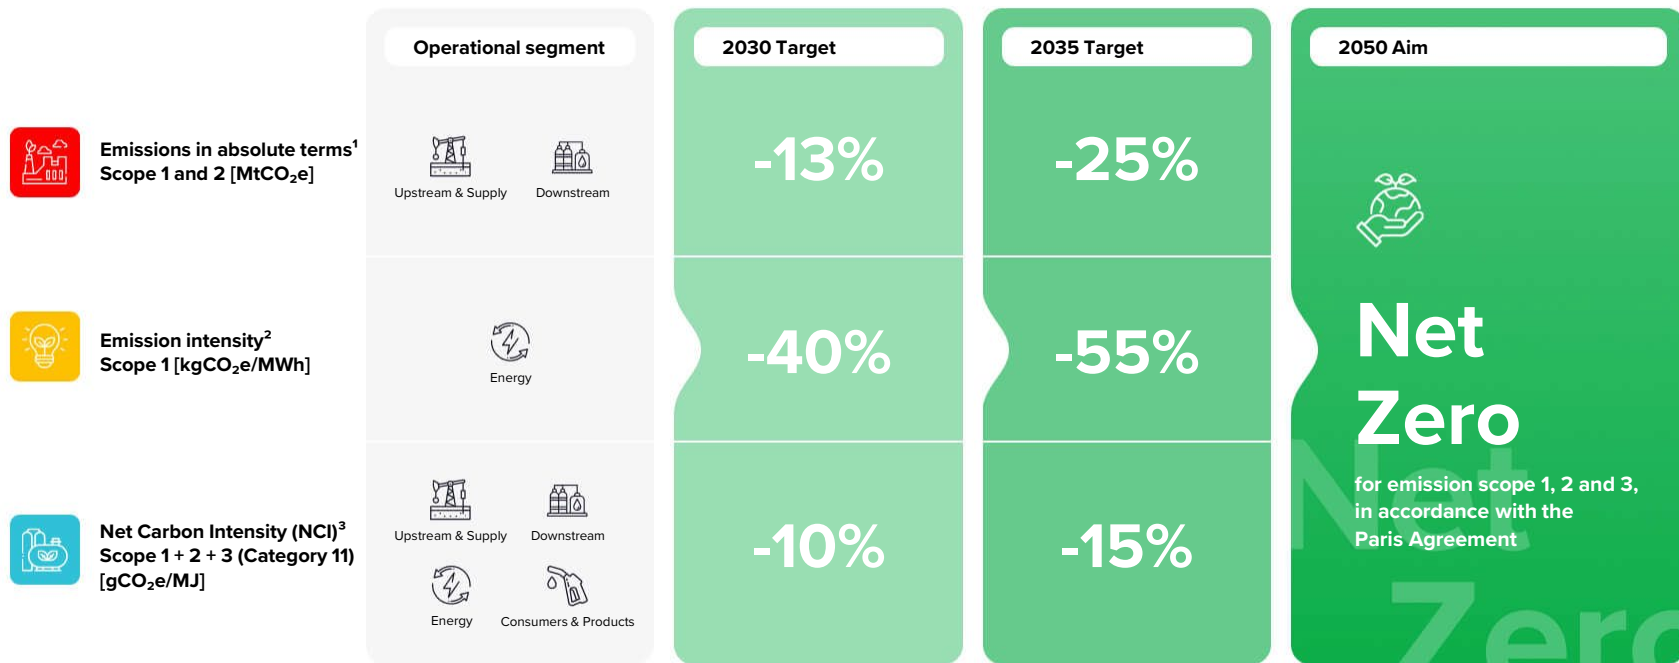 Operational segment
2030 Target
2035 Target
2050 Aim
Emissions in absolute terms¹
Scope 1 and 2 [MtCO₂e]
Upstream & Supply
Downstream
-13%
-25%
Emission intensity²
Scope 1 [kgCO₂e/MWh]
Energy
-40%
-55%
Net Carbon Intensity (NCI)³
Scope 1 + 2 + 3 (Category 11)
[gCO₂e/MJ]
Upstream & Supply
Downstream
Energy
Consumers & Products
-10%
-15%
Net
Zero
for emission scope 1, 2 and 3,
in accordance with the
Paris Agreement
Net
Zero